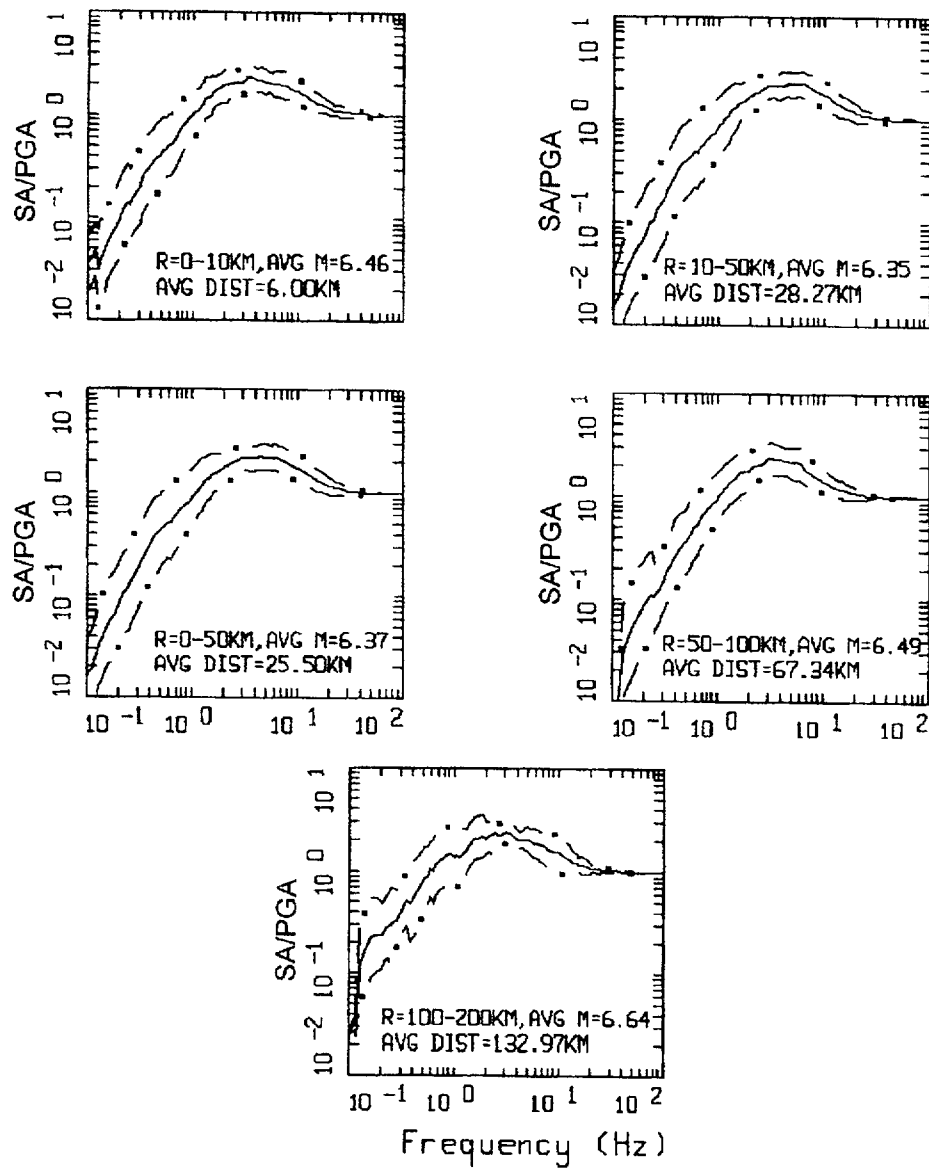 SA/PGA
10 1
10 0
10 -1
10 -2
R=0-10KM, AVG M=6.46
AVG DIST=6.00KM
SA/PGA
10 1
10 0
10 -1
10 -2
R=10-50KM, AVG M=6.35
AVG DIST=28.27KM
SA/PGA
10 1
10 0
10 -1
10 -2
R=0-50KM, AVG M=6.37
AVG DIST=25.50KM
10 -1 10 0 10 1 10 2
SA/PGA
10 1
10 0
10 -1
10 -2
R=50-100KM, AVG M=6.49
AVG DIST=67.34KM
10 -1 10 0 10 1 10 2
SA/PGA
10 1
10 0
10 -1
10 -2
R=100-200KM, AVG M=6.64
AVG DIST=132.97KM
10 -1 10 0 10 1 10 2
Frequency (Hz)